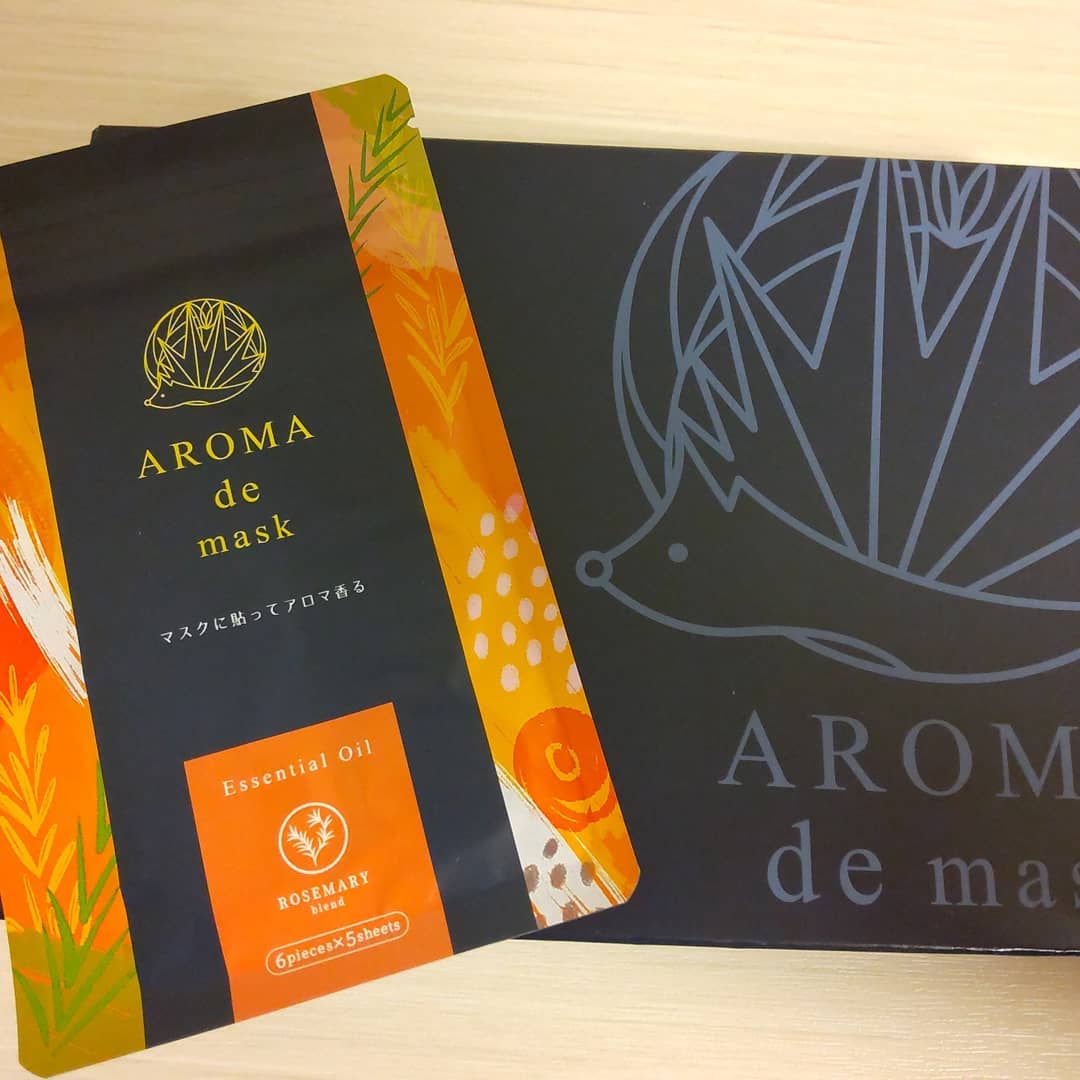 AROMA
de
mask
マスクに貼ってアロマ香る
Essential Oil
ROSEMARY
blend
6pieces×5sheets
AROM
de mas